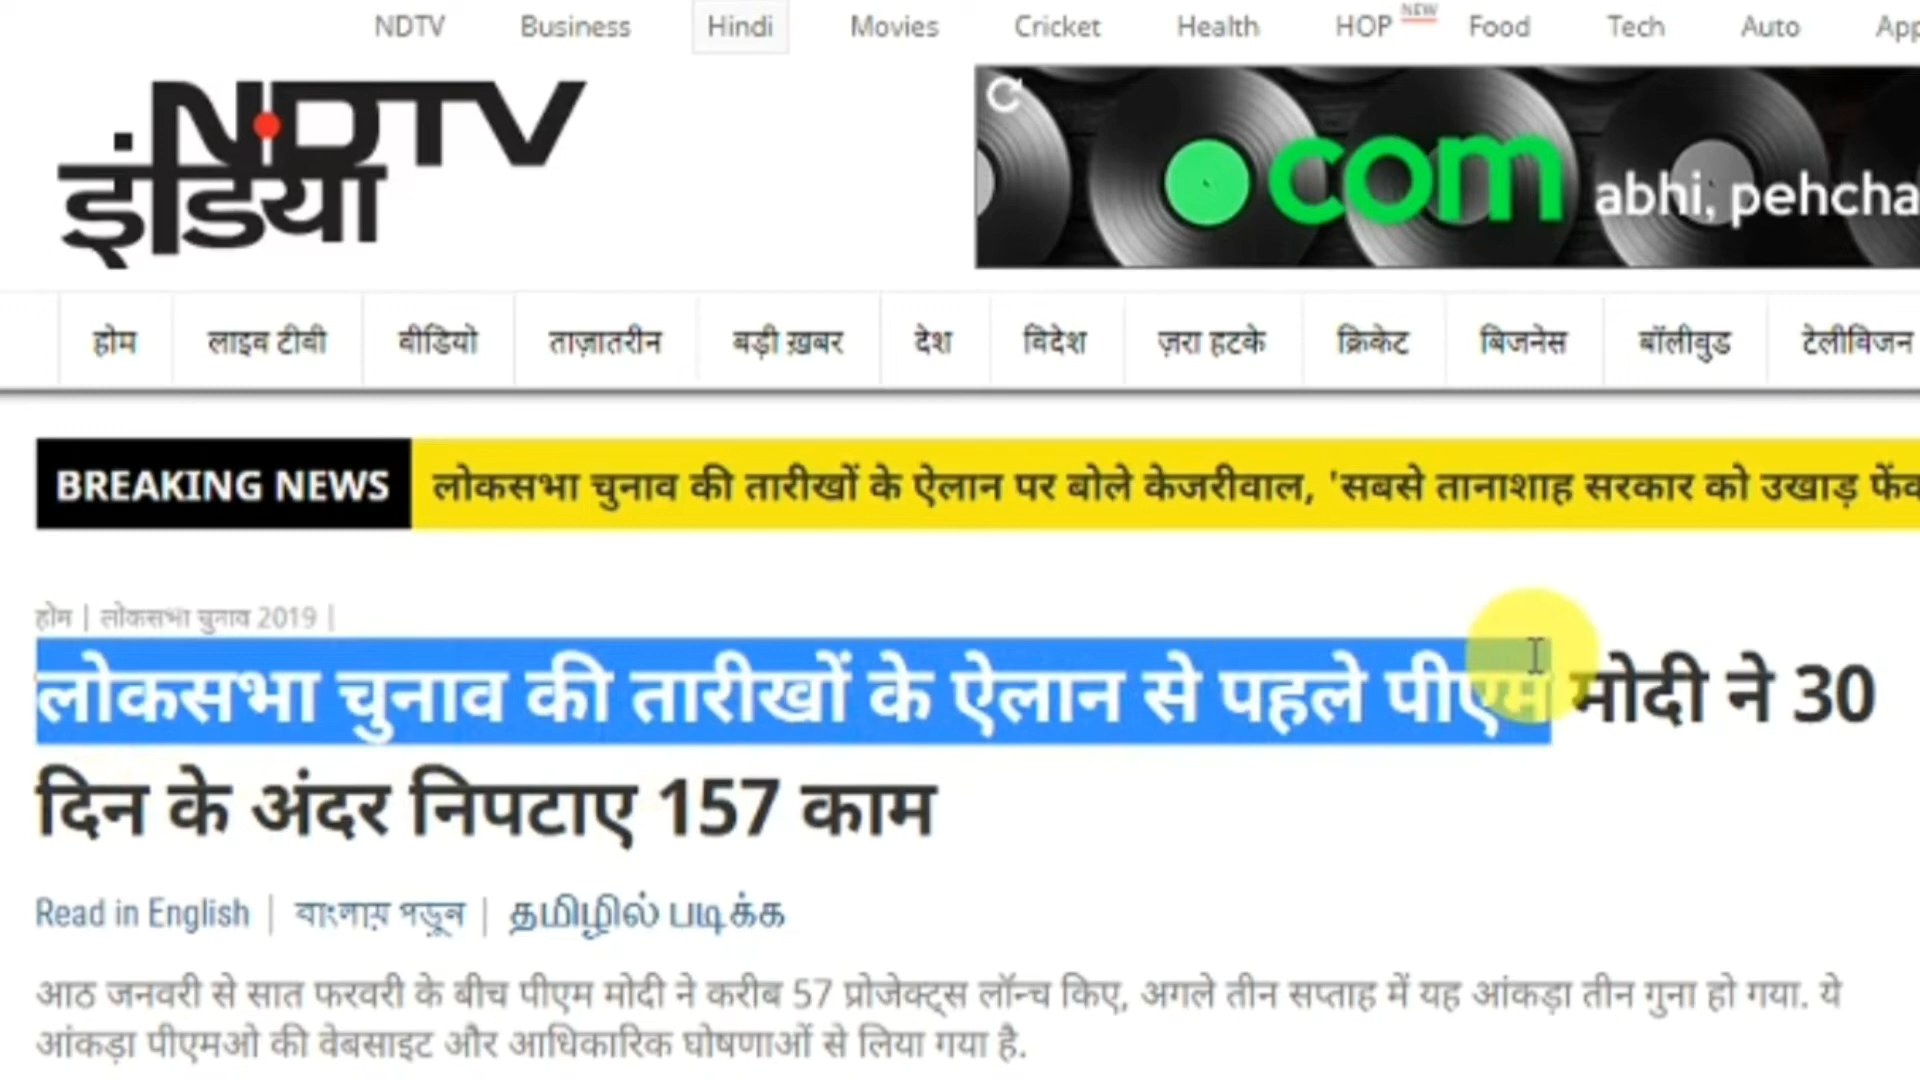 NDTV Business Hindi Movies Cricket Health HOP NEW Food Tech Auto
NDTV
इंडिया
com abhi, pehcha
होम लाइव टीवी वीडियो ताज़ातरीन बड़ी ख़बर देश विदेश ज़रा हटके क्रिकेट बिजनेस बॉलीवुड टेलीविजन
BREAKING NEWS लोकसभा चुनाव की तारीखों के ऐलान पर बोले केजरीवाल, 'सबसे तानाशाह सरकार को उखाड़
होम | लोकसभा चुनाव 2019 |
लोकसभा चुनाव की तारीखों के ऐलान से पहले पीएम मोदी ने 30
दिन के अंदर निपटाए 157 काम
Read in English | বাংলায় পড়ুন | தமிழில் படிக்க
आठ जनवरी से सात फरवरी के बीच पीएम मोदी ने करीब 57 प्रोजेक्ट्स लॉन्च किए, अगले तीन सप्ताह में यह आंकड़ा तीन गुना हो गया. ये
आंकड़ा पीएमओ की वेबसाइट और आधिकारिक घोषणाओं से लिया गया है.